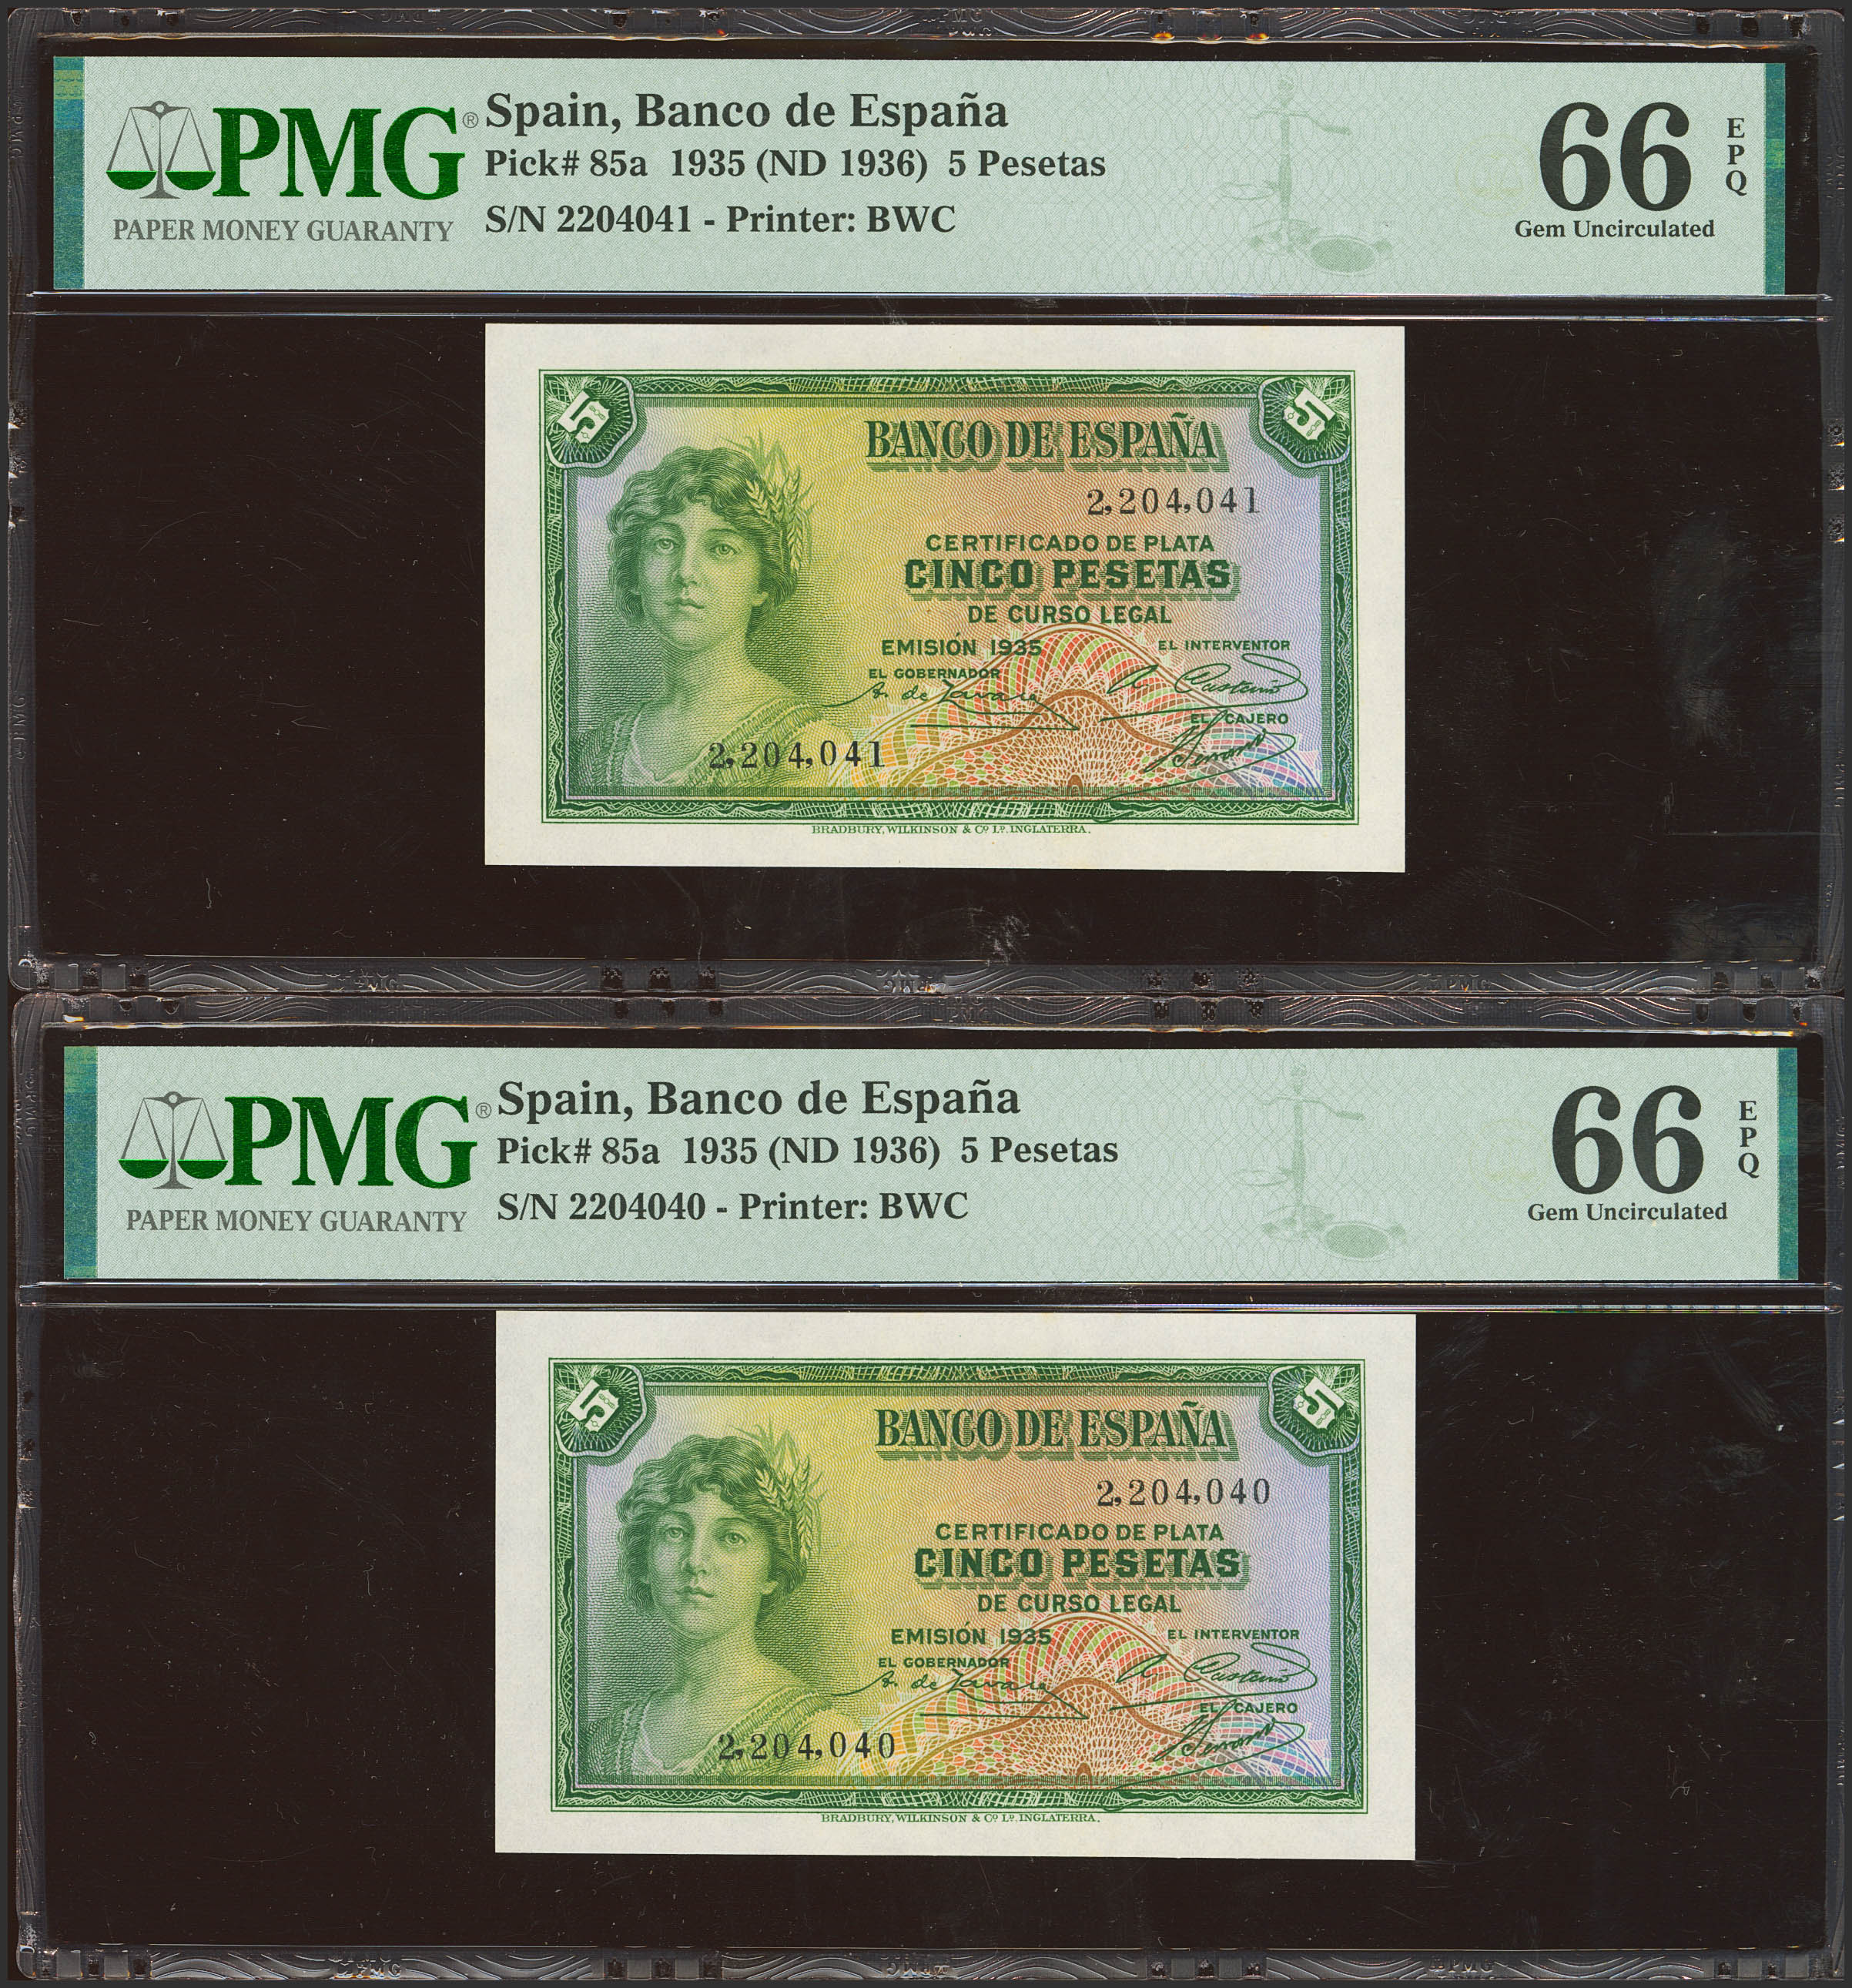 PMG®
PAPER MONEY GUARANTY
Spain, Banco de España
Pick# 85a 1935 (ND 1936) 5 Pesetas
S/N 2204041 - Printer: BWC
66
EPQ
Gem Uncirculated
5
5
BANCO DE ESPAÑA
2,204,041
CERTIFICADO DE PLATA
CINCO PESETAS
DE CURSO LEGAL
EMISIÓN 1935
EL INTERVENTOR
EL GOBERNADOR
A. de Zavala
EL CAJERO
2,204,041
BRADBURY, WILKINSON & Cº Lº. INGLATERRA.
PMG®
PAPER MONEY GUARANTY
Spain, Banco de España
Pick# 85a 1935 (ND 1936) 5 Pesetas
S/N 2204040 - Printer: BWC
66
EPQ
Gem Uncirculated
5
5
BANCO DE ESPAÑA
2,204,040
CERTIFICADO DE PLATA
CINCO PESETAS
DE CURSO LEGAL
EMISIÓN 1935
EL INTERVENTOR
EL GOBERNADOR
A. de Zavala
EL CAJERO
2,204,040
BRADBURY, WILKINSON & Cº Lº. INGLATERRA.